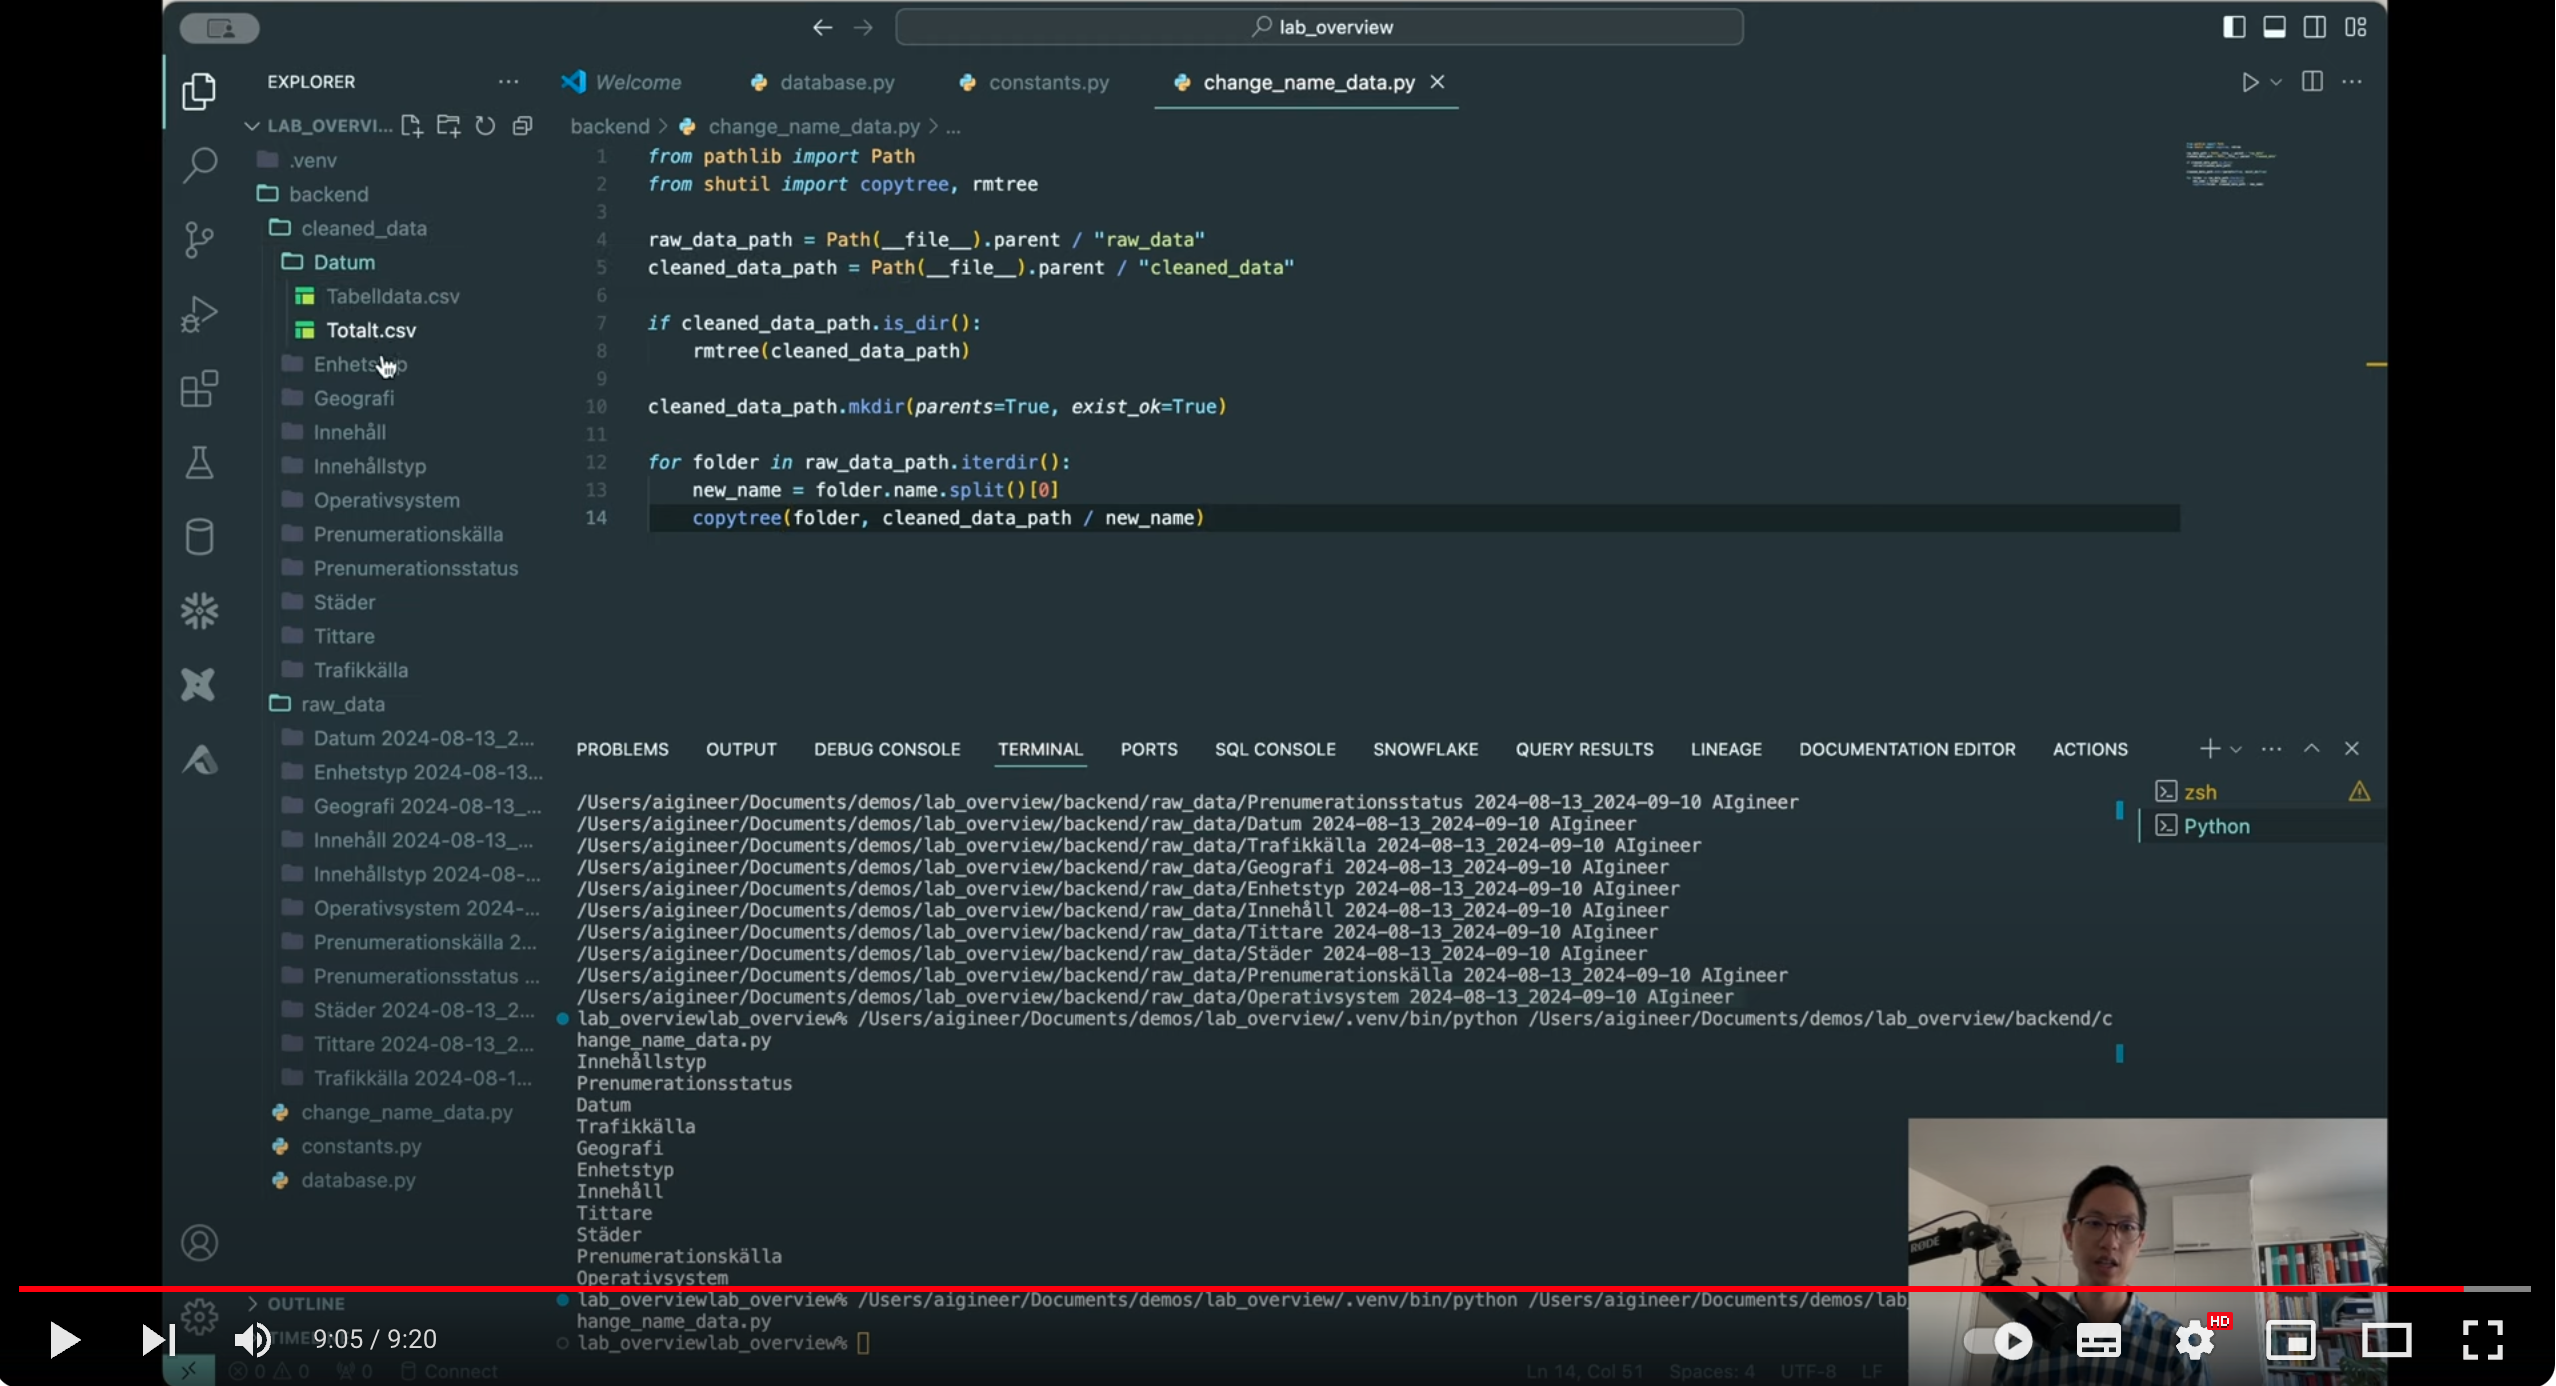 lab_overview
EXPLORER
Welcome
database.py
constants.py
change_name_data.py
LAB_OVERVI...
backend > change_name_data.py > ...
.venv
backend
cleaned_data
Datum
Tabelldata.csv
Totalt.csv
Enhetstyp
Geografi
Innehåll
Innehållstyp
Operativsystem
Prenumerationskälla
Prenumerationsstatus
Städer
Tittare
Trafikkälla
raw_data
Datum 2024-08-13_2...
Enhetstyp 2024-08-13...
Geografi 2024-08-13_...
Innehåll 2024-08-13_...
Innehållstyp 2024-08-...
Operativsystem 2024-...
Prenumerationskälla 2...
Prenumerationsstatus ...
Städer 2024-08-13_2...
Tittare 2024-08-13_2...
Trafikkälla 2024-08-1...
change_name_data.py
constants.py
database.py
OUTLINE
1 from pathlib import Path
2 from shutil import copytree, rmtree
3
4 raw_data_path = Path(__file__).parent / "raw_data"
5 cleaned_data_path = Path(__file__).parent / "cleaned_data"
6
7 if cleaned_data_path.is_dir():
8 rmtree(cleaned_data_path)
9
10 cleaned_data_path.mkdir(parents=True, exist_ok=True)
11
12 for folder in raw_data_path.iterdir():
13 new_name = folder.name.split()[0]
14 copytree(folder, cleaned_data_path / new_name)
PROBLEMS OUTPUT DEBUG CONSOLE TERMINAL PORTS SQL CONSOLE SNOWFLAKE QUERY RESULTS LINEAGE DOCUMENTATION EDITOR ACTIONS
zsh
Python
/Users/aigineer/Documents/demos/lab_overview/backend/raw_data/Prenumerationsstatus 2024-08-13_2024-09-10 AIgineer
/Users/aigineer/Documents/demos/lab_overview/backend/raw_data/Datum 2024-08-13_2024-09-10 AIgineer
/Users/aigineer/Documents/demos/lab_overview/backend/raw_data/Trafikkälla 2024-08-13_2024-09-10 AIgineer
/Users/aigineer/Documents/demos/lab_overview/backend/raw_data/Geografi 2024-08-13_2024-09-10 AIgineer
/Users/aigineer/Documents/demos/lab_overview/backend/raw_data/Enhetstyp 2024-08-13_2024-09-10 AIgineer
/Users/aigineer/Documents/demos/lab_overview/backend/raw_data/Innehåll 2024-08-13_2024-09-10 AIgineer
/Users/aigineer/Documents/demos/lab_overview/backend/raw_data/Tittare 2024-08-13_2024-09-10 AIgineer
/Users/aigineer/Documents/demos/lab_overview/backend/raw_data/Städer 2024-08-13_2024-09-10 AIgineer
/Users/aigineer/Documents/demos/lab_overview/backend/raw_data/Prenumerationskälla 2024-08-13_2024-09-10 AIgineer
/Users/aigineer/Documents/demos/lab_overview/backend/raw_data/Operativsystem 2024-08-13_2024-09-10 AIgineer
lab_overviewlab_overview% /Users/aigineer/Documents/demos/lab_overview/.venv/bin/python /Users/aigineer/Documents/demos/lab_overview/backend/c
hange_name_data.py
Innehållstyp
Prenumerationsstatus
Datum
Trafikkälla
Geografi
Enhetstyp
Innehåll
Tittare
Städer
Prenumerationskälla
Operativsystem
lab_overviewlab_overview% /Users/aigineer/Documents/demos/lab_overview/.venv/bin/python /Users/aigineer/Documents/demos/lab
hange_name_data.py
lab_overviewlab_overview%
RØDE
9:05 / 9:20
HD
0 0 0 Connect
Ln 14, Col 51 Spaces: 4 UTF-8 LF